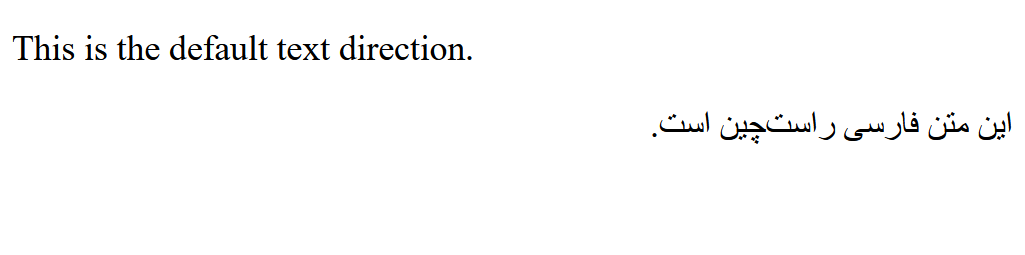 This is the default text direction.
این متن فارسی راست‌چین است.